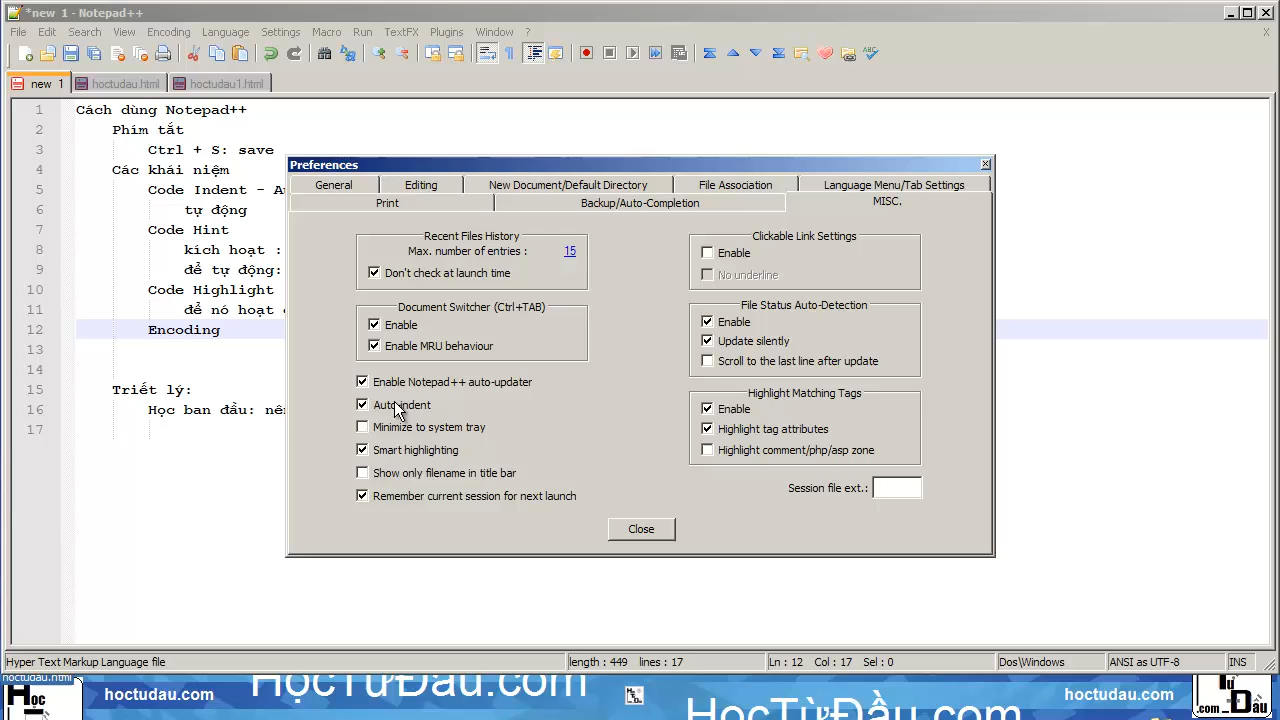 *new 1 - Notepad++
File Edit Search View Encoding Language Settings Macro Run TextFX Plugins Window ? X
new 1 hoctudau.html hoctudau1.html
1 Cách dùng Notepad++
2 Phím tắt
3 Ctrl + S: save
4 Các khái niệm
5 Code Indent - A
6 tự động
7 Code Hint
8 kích hoạt :
9 để tự động:
10 Code Highlight
11 để nó hoạt
12 Encoding
13
14
15 Triết lý:
16 Học ban đầu: nên
17
Preferences
General Editing New Document/Default Directory File Association Language Menu/Tab Settings
Print Backup/Auto-Completion MISC.
Recent Files History
Max. number of entries : 15
Don't check at launch time
Document Switcher (Ctrl+TAB)
Enable
Enable MRU behaviour
Enable Notepad++ auto-updater
Auto-indent
Minimize to system tray
Smart highlighting
Show only filename in title bar
Remember current session for next launch
Clickable Link Settings
Enable
No underline
File Status Auto-Detection
Enable
Update silently
Scroll to the last line after update
Highlight Matching Tags
Enable
Highlight tag attributes
Highlight comment/php/asp zone
Session file ext.:
Close
Hyper Text Markup Language file length : 449 lines : 17 Ln : 12 Col : 17 Sel : 0 Dos\Windows ANSI as UTF-8 INS
hoctudau.html
Học
hoctudau.com
HọcTừĐầu.com
hoctudau.com
HọcTừĐầu.com
Từ
.com
Đầu